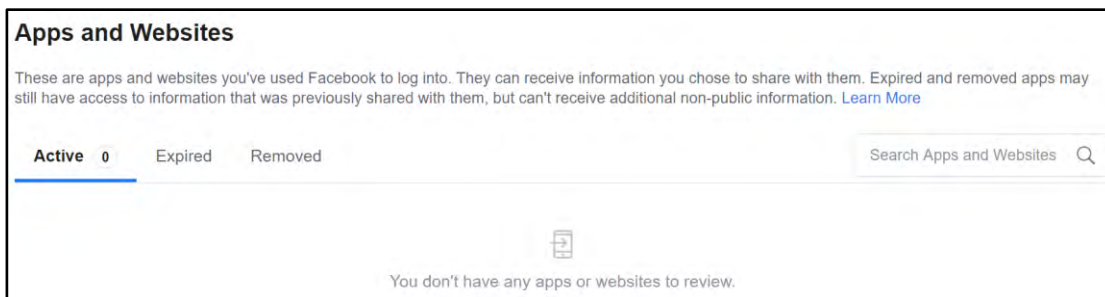 Apps and Websites
These are apps and websites you've used Facebook to log into. They can receive information you chose to share with them. Expired and removed apps may
still have access to information that was previously shared with them, but can't receive additional non-public information. Learn More
Active 0 Expired Removed Search Apps and Websites
You don't have any apps or websites to review.